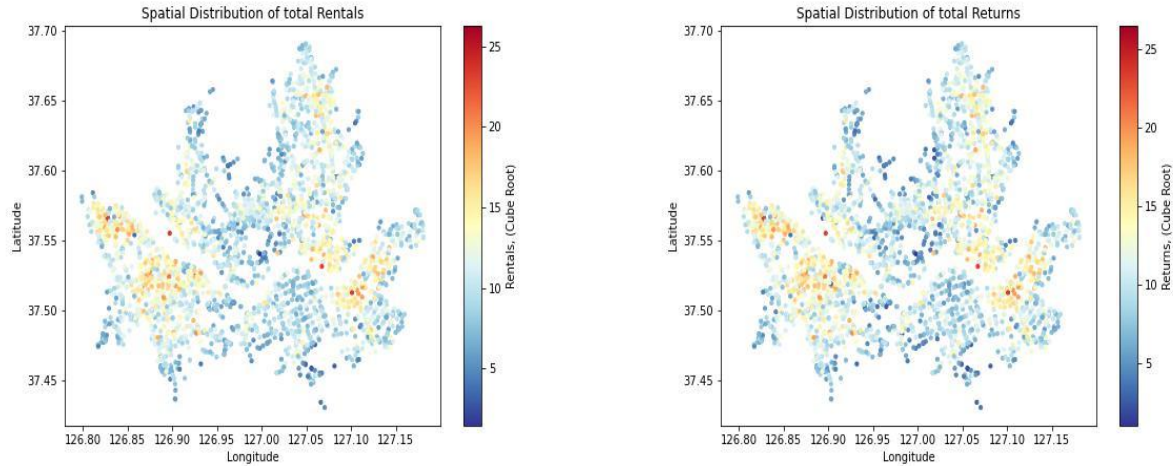 Spatial Distribution of total Rentals
37.70
37.65
37.60
37.55
37.50
37.45
Latitude
126.80 126.85 126.90 126.95 127.00 127.05 127.10 127.15
Longitude
25
20
15
10
5
Rentals, (Cube Root)
Spatial Distribution of total Returns
37.70
37.65
37.60
37.55
37.50
37.45
Latitude
126.80 126.85 126.90 126.95 127.00 127.05 127.10 127.15
Longitude
25
20
15
10
5
Returns, (Cube Root)